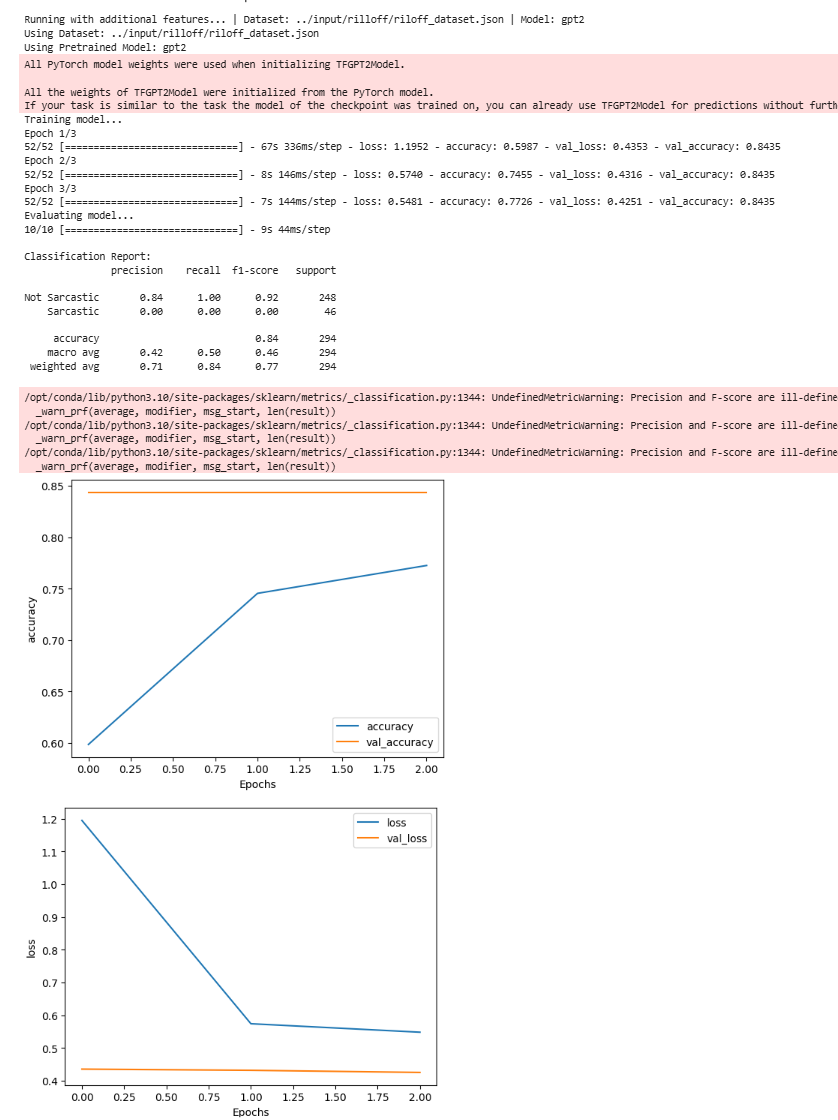 Running with additional features... | Dataset: ../input/rilloff/riloff_dataset.json | Model: gpt2
Using Dataset: ../input/rilloff/riloff_dataset.json
Using Pretrained Model: gpt2
All PyTorch model weights were used when initializing TFGPT2Model.
All the weights of TFGPT2Model were initialized from the PyTorch model.
If your task is similar to the task the model of the checkpoint was trained on, you can already use TFGPT2Model for predictions without furth
Training model...
Epoch 1/3
52/52 [==============================] - 67s 336ms/step - loss: 1.1952 - accuracy: 0.5987 - val_loss: 0.4353 - val_accuracy: 0.8435
Epoch 2/3
52/52 [==============================] - 8s 146ms/step - loss: 0.5740 - accuracy: 0.7455 - val_loss: 0.4316 - val_accuracy: 0.8435
Epoch 3/3
52/52 [==============================] - 7s 144ms/step - loss: 0.5481 - accuracy: 0.7726 - val_loss: 0.4251 - val_accuracy: 0.8435
Evaluating model...
10/10 [==============================] - 9s 44ms/step
Classification Report:
precision recall f1-score support
Not Sarcastic 0.84 1.00 0.92 248
Sarcastic 0.00 0.00 0.00 46
accuracy 0.84 294
macro avg 0.42 0.50 0.46 294
weighted avg 0.71 0.84 0.77 294
/opt/conda/lib/python3.10/site-packages/sklearn/metrics/_classification.py:1344: UndefinedMetricWarning: Precision and F-score are ill-define
_warn_prf(average, modifier, msg_start, len(result))
/opt/conda/lib/python3.10/site-packages/sklearn/metrics/_classification.py:1344: UndefinedMetricWarning: Precision and F-score are ill-define
_warn_prf(average, modifier, msg_start, len(result))
/opt/conda/lib/python3.10/site-packages/sklearn/metrics/_classification.py:1344: UndefinedMetricWarning: Precision and F-score are ill-define
_warn_prf(average, modifier, msg_start, len(result))
0.85
0.80
0.75
0.70
0.65
0.60
accuracy
accuracy
val_accuracy
0.00 0.25 0.50 0.75 1.00 1.25 1.50 1.75 2.00
Epochs
1.2
1.1
1.0
0.9
0.8
0.7
0.6
0.5
0.4
loss
loss
val_loss
0.00 0.25 0.50 0.75 1.00 1.25 1.50 1.75 2.00
Epochs